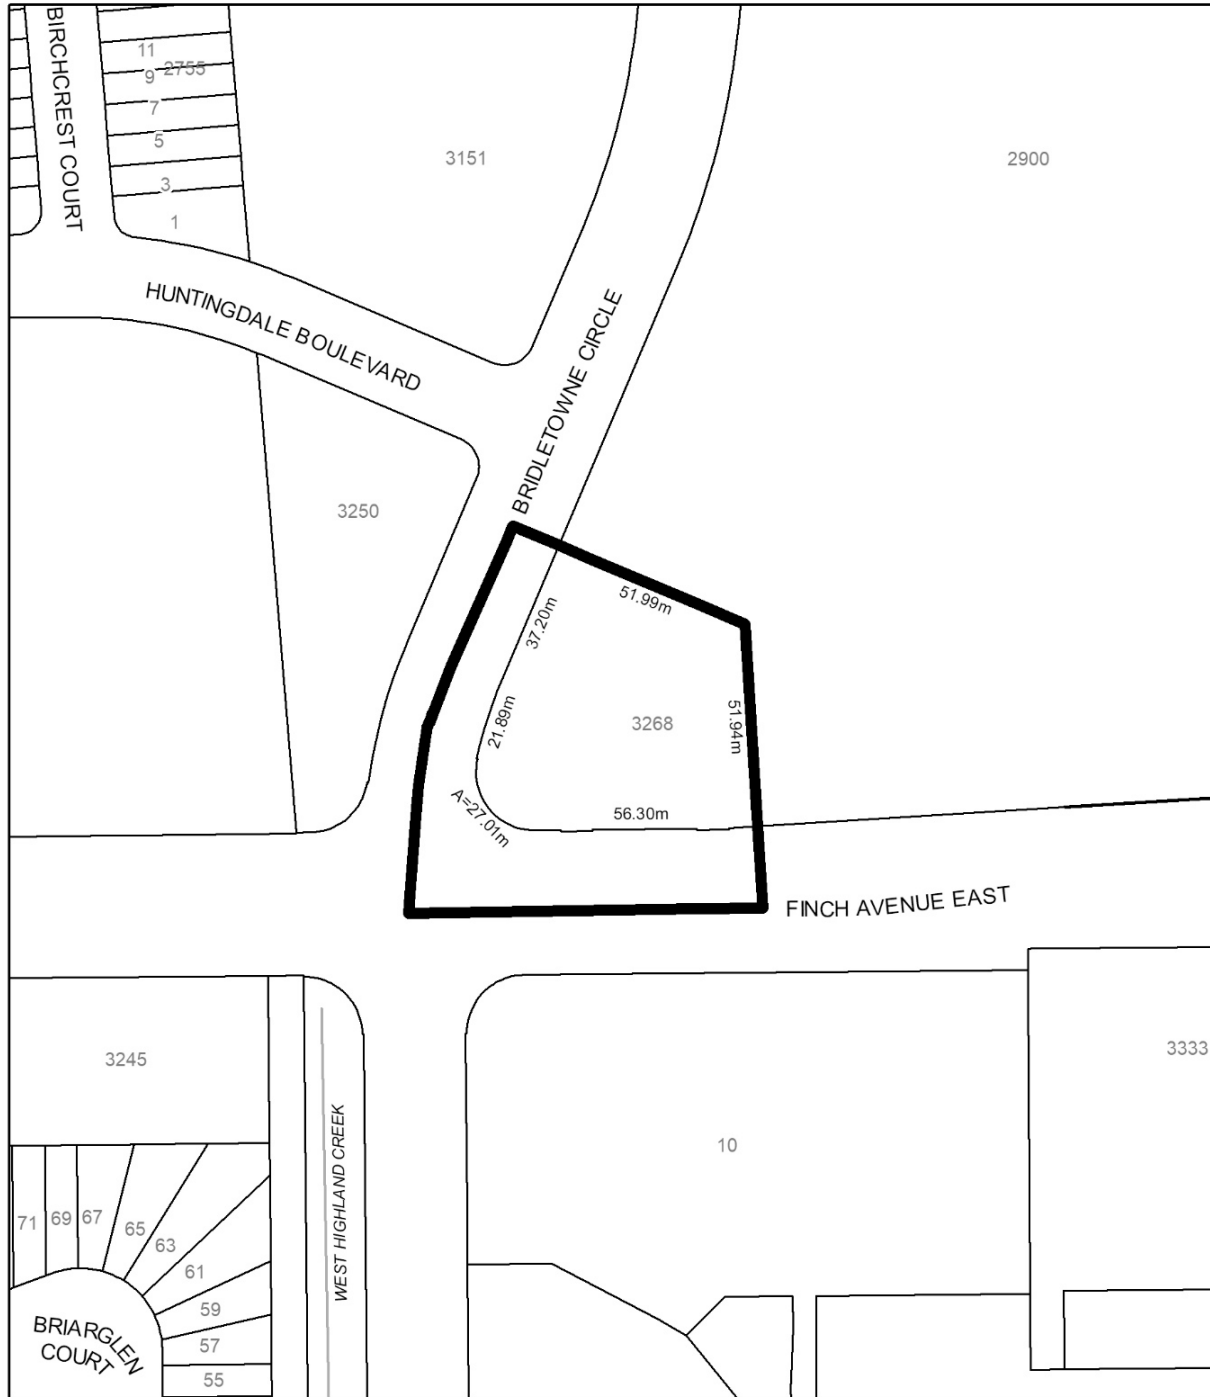 BIRCHCREST COURT
11
9
2755
7
5
3
1
3151
2900
HUNTINGDALE BOULEVARD
BRIDLETOWNE CIRCLE
3250
51.99m
37.20m
21.89m
3268
51.94m
A=27.01m
56.30m
FINCH AVENUE EAST
3245
WEST HIGHLAND CREEK
10
3333
71
69
67
65
63
61
59
57
55
BRIARGLEN
COURT